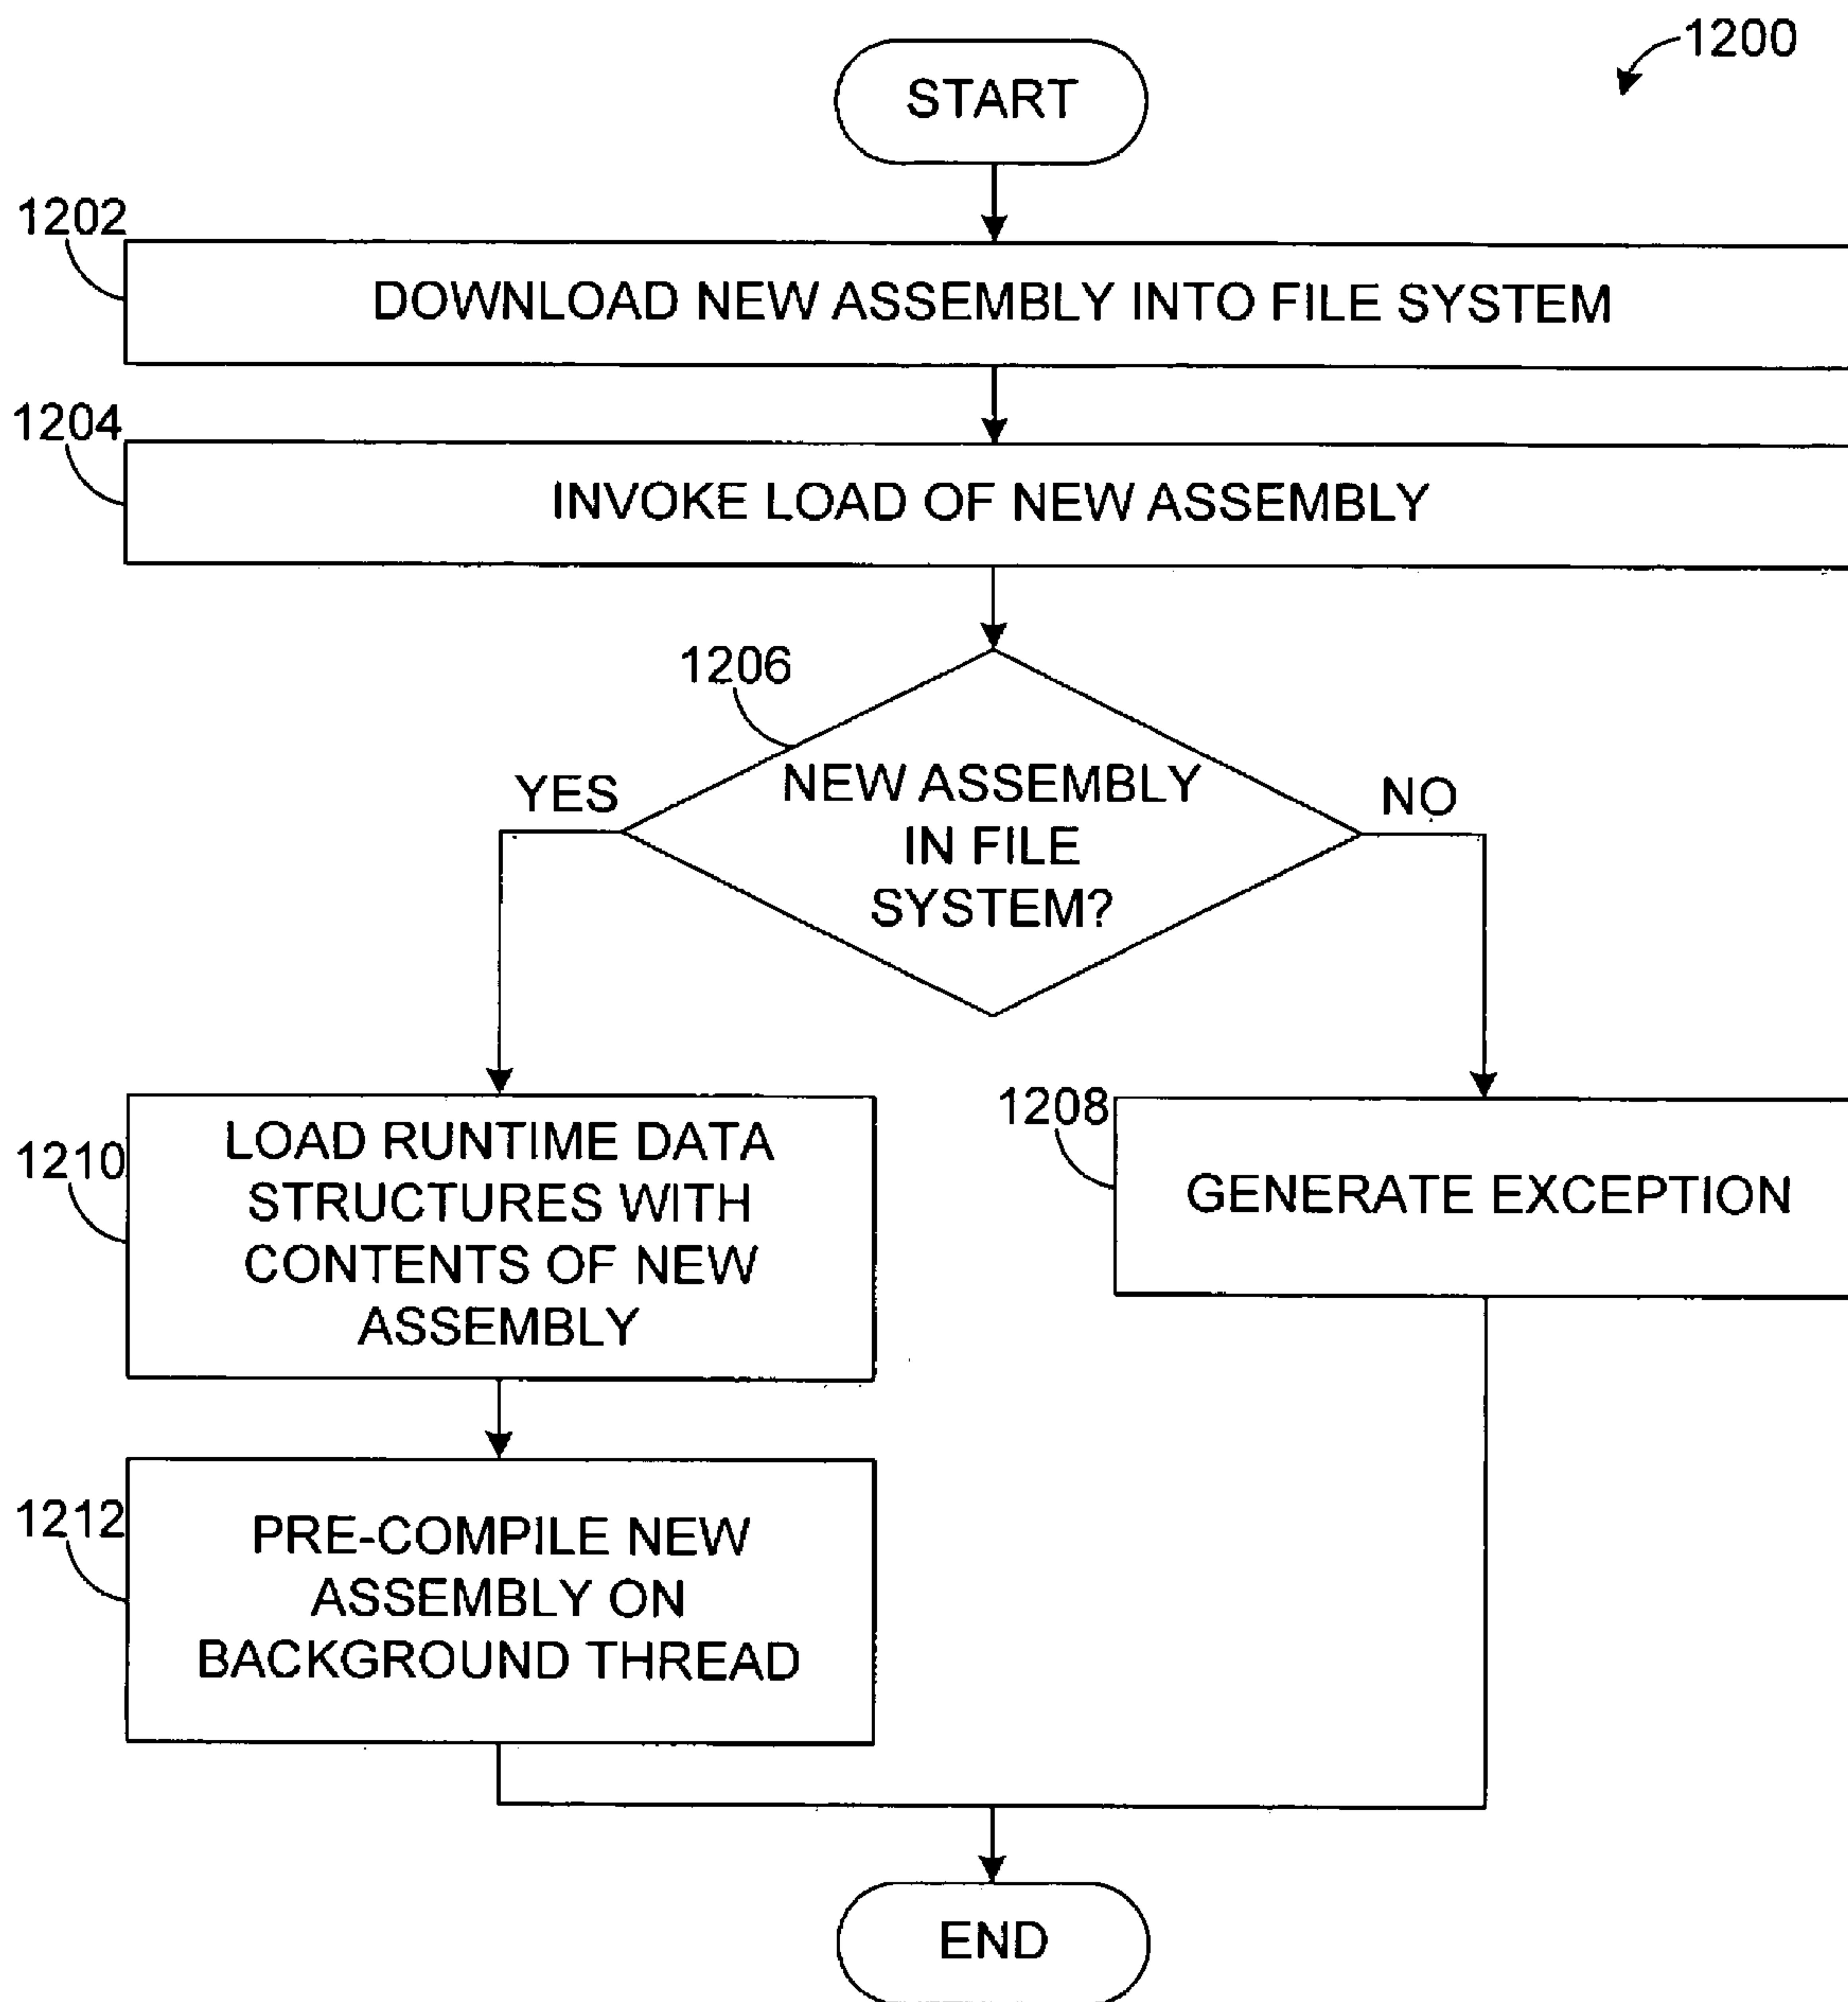 1200
START
1202
DOWNLOAD NEW ASSEMBLY INTO FILE SYSTEM
1204
INVOKE LOAD OF NEW ASSEMBLY
1206
YES
NEW ASSEMBLY
IN FILE
SYSTEM?
NO
1210
LOAD RUNTIME DATA
STRUCTURES WITH
CONTENTS OF NEW
ASSEMBLY
1208
GENERATE EXCEPTION
1212
PRE-COMPILE NEW
ASSEMBLY ON
BACKGROUND THREAD
END